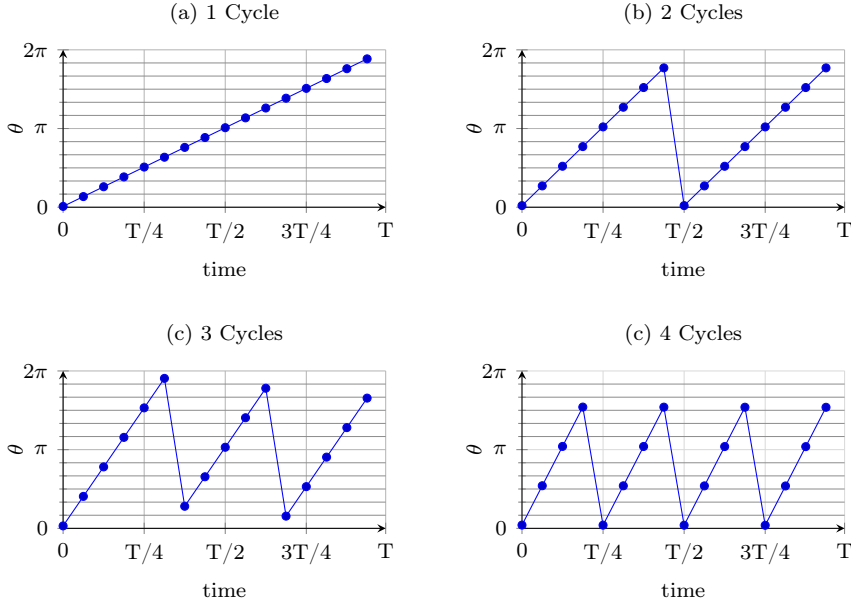 (a) 1 Cycle
2π
π
0
θ
0 T/4 T/2 3T/4 T
time
(b) 2 Cycles
2π
π
0
θ
0 T/4 T/2 3T/4 T
time
(c) 3 Cycles
2π
π
0
θ
0 T/4 T/2 3T/4 T
time
(c) 4 Cycles
2π
π
0
θ
0 T/4 T/2 3T/4 T
time